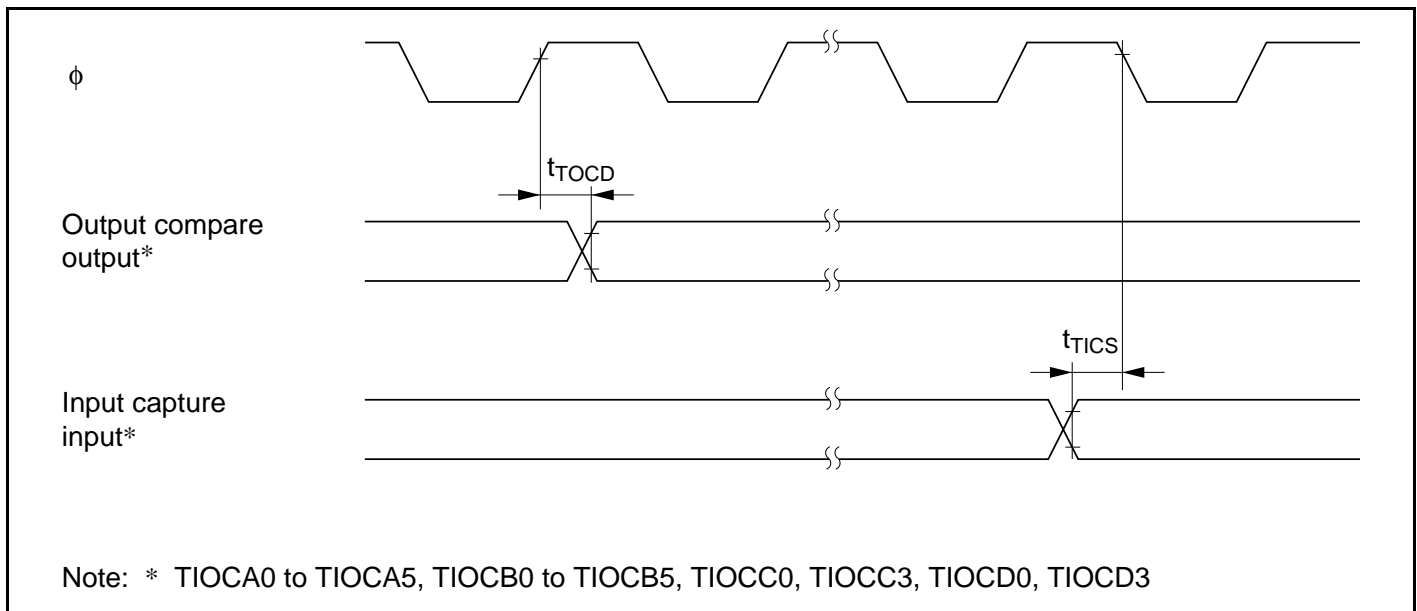 ϕ
tTOCD
Output compare
output*
tTICS
Input capture
input*
Note: * TIOCA0 to TIOCA5, TIOCB0 to TIOCB5, TIOCC0, TIOCC3, TIOCD0, TIOCD3